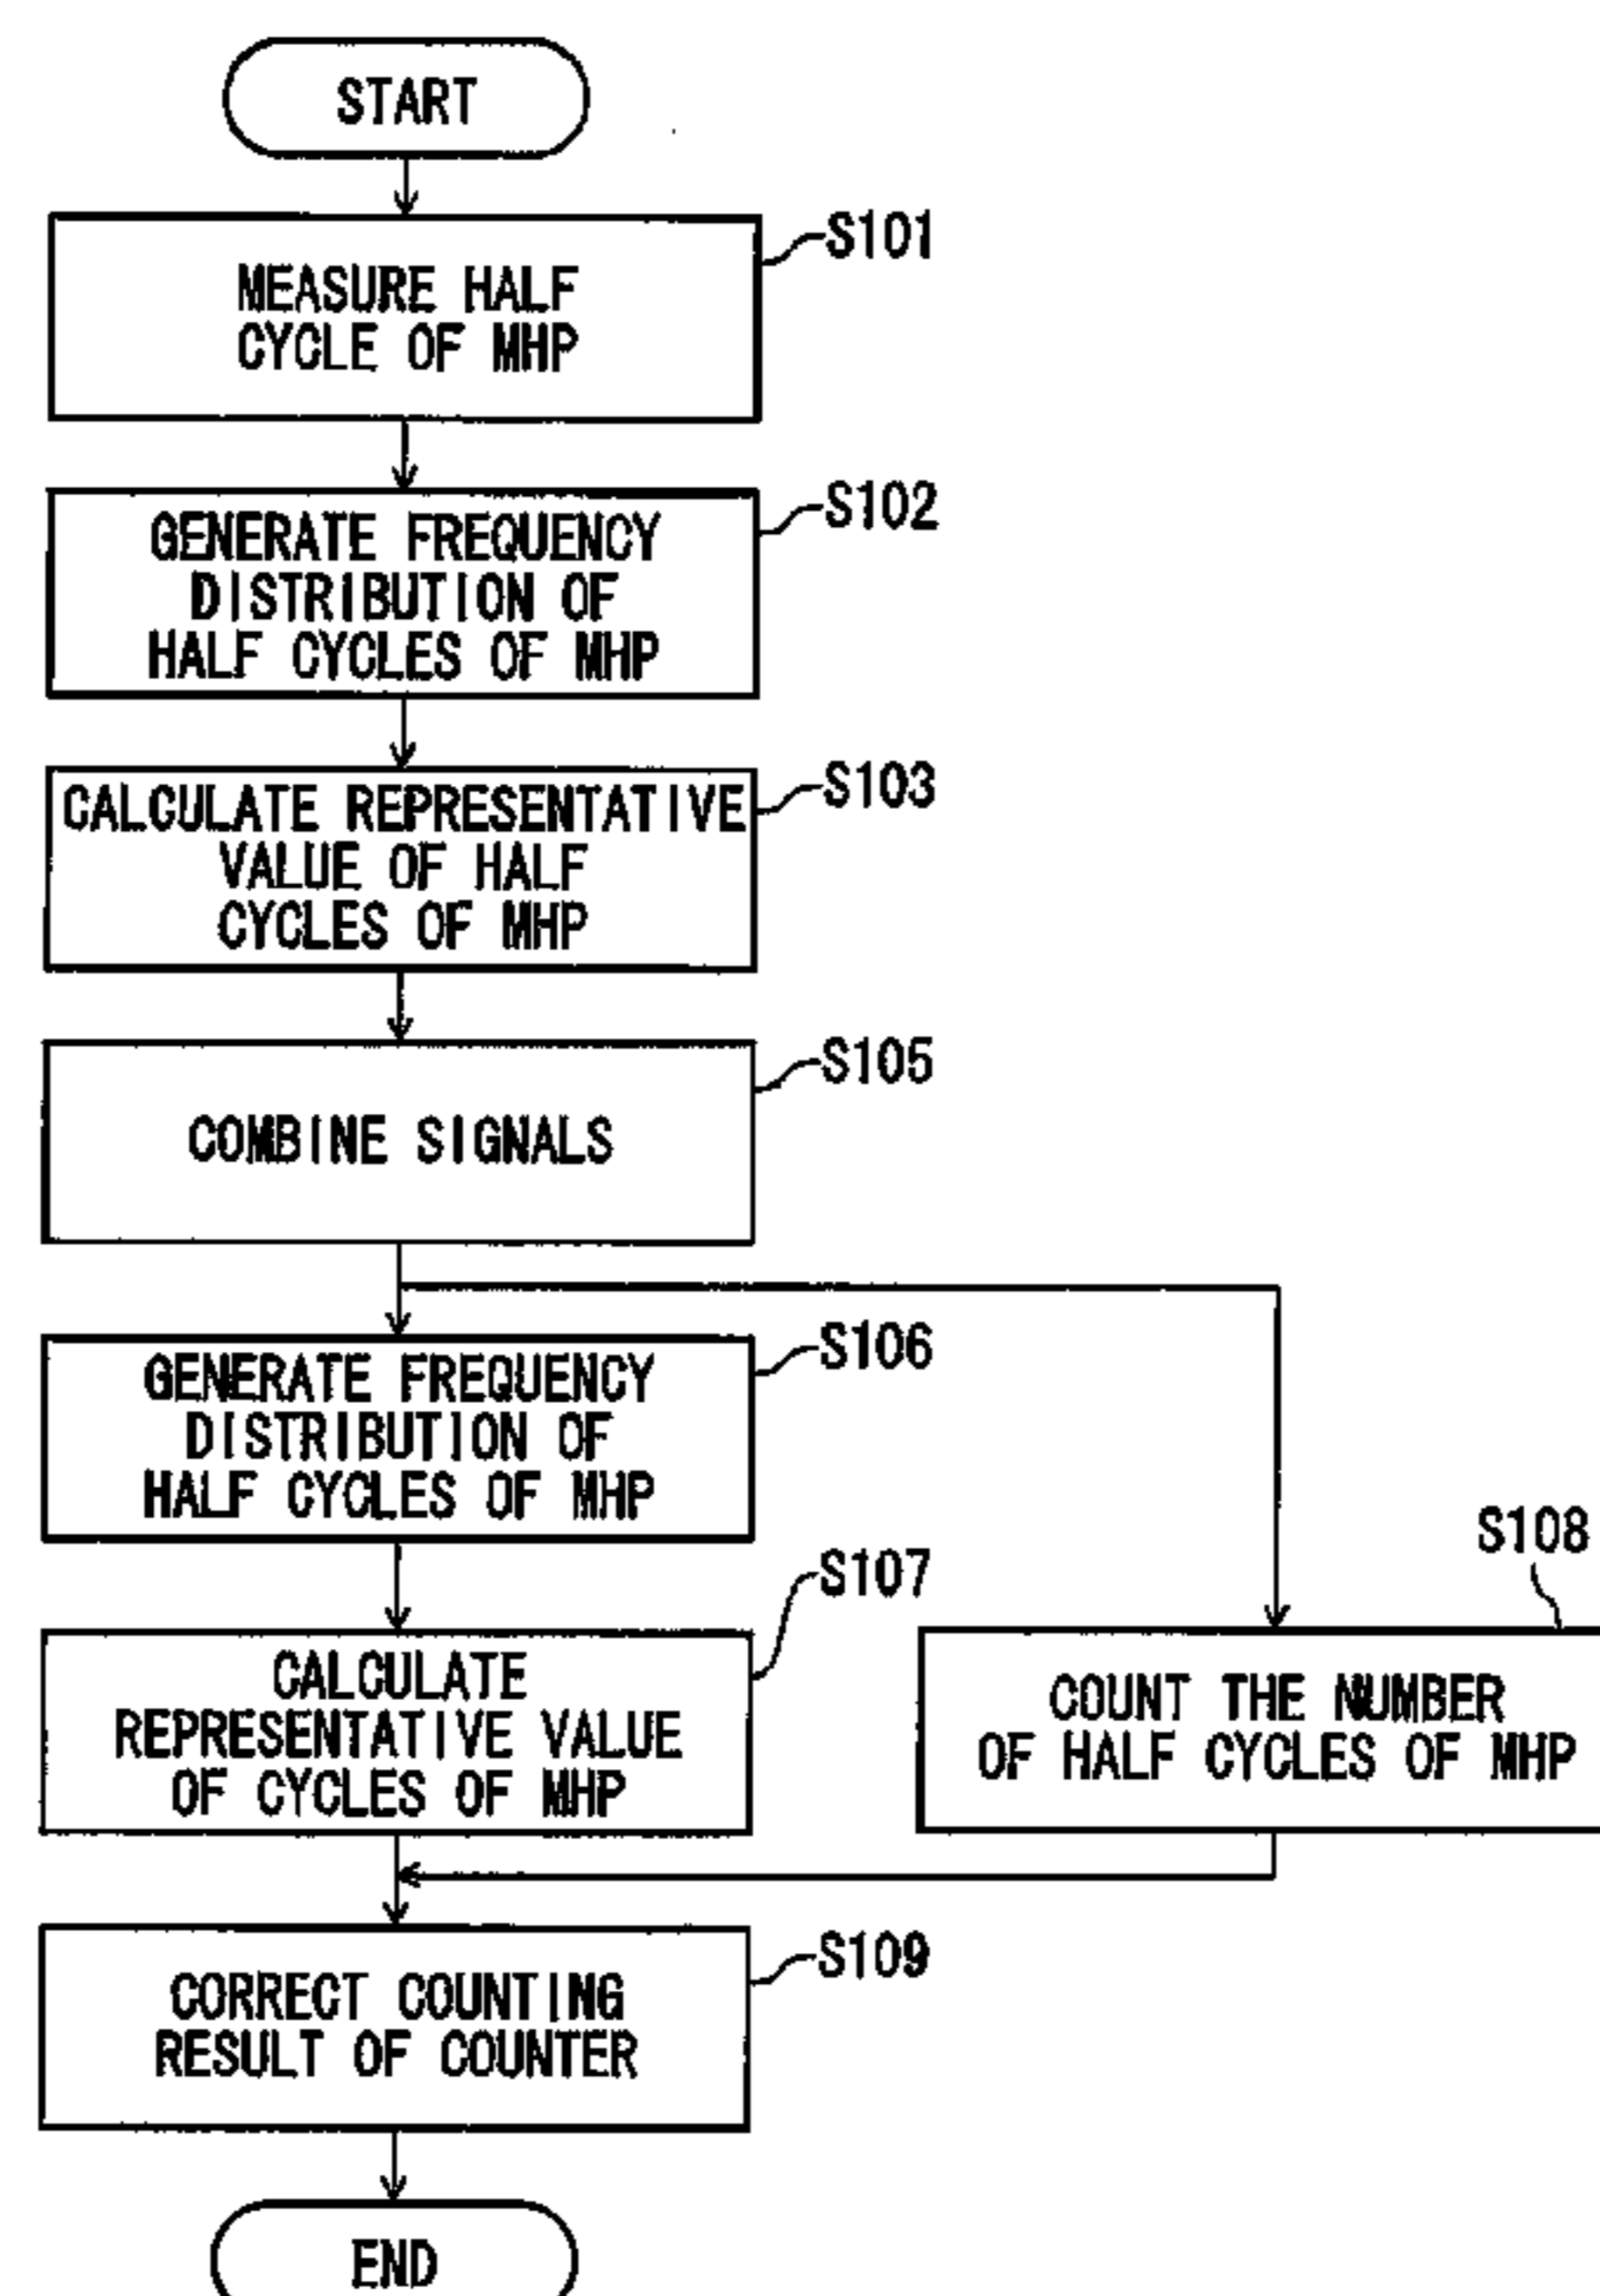 START
S101
MEASURE HALF
CYCLE OF MHP
S102
GENERATE FREQUENCY
DISTRIBUTION OF
HALF CYCLES OF MHP
S103
CALCULATE REPRESENTATIVE
VALUE OF HALF
CYCLES OF MHP
S105
COMBINE SIGNALS
S106
GENERATE FREQUENCY
DISTRIBUTION OF
HALF CYCLES OF MHP
S107
CALCULATE
REPRESENTATIVE VALUE
OF CYCLES OF MHP
S108
COUNT THE NUMBER
OF HALF CYCLES OF MHP
S109
CORRECT COUNTING
RESULT OF COUNTER
END